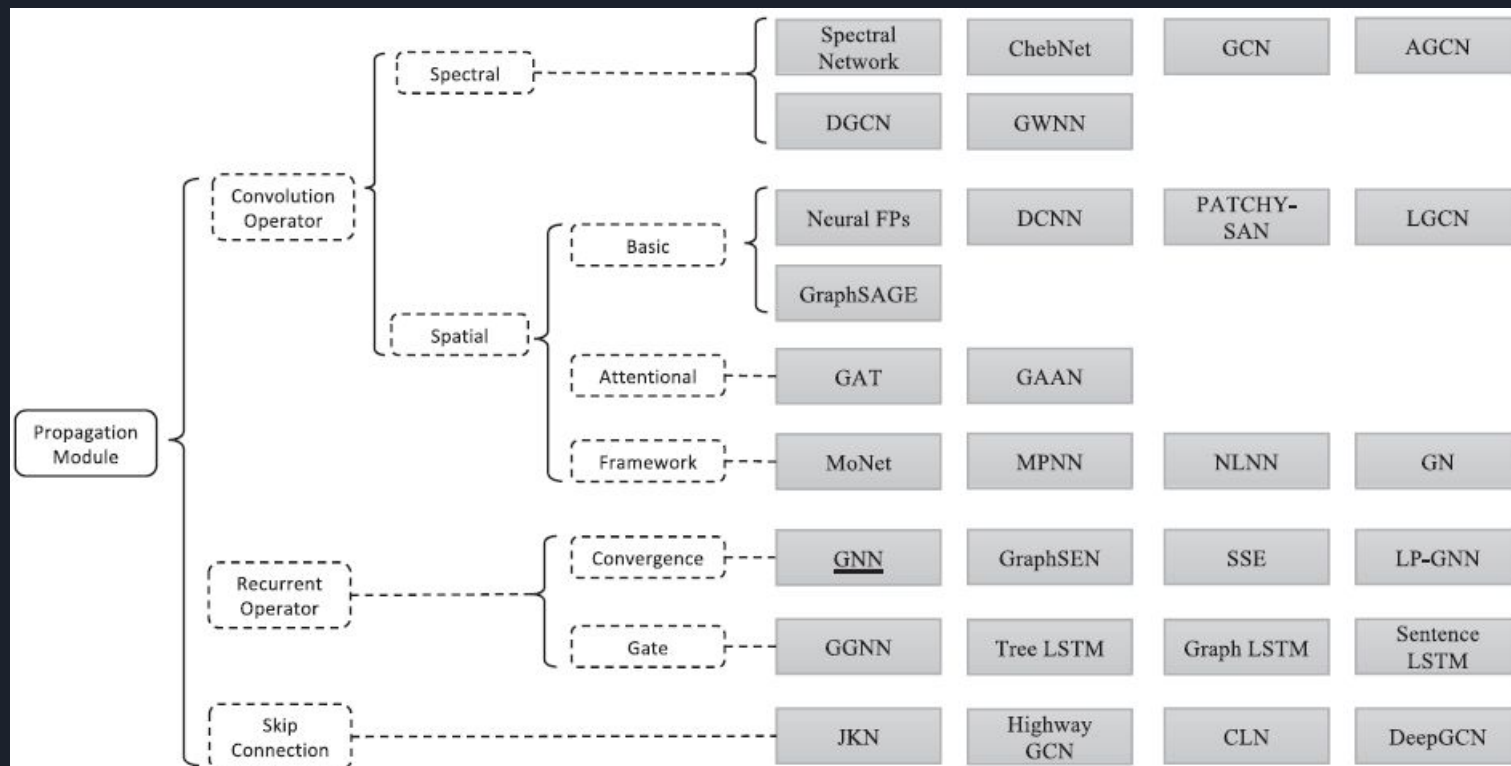 Spectral
Network
ChebNet
GCN
AGCN
Spectral
DGCN
GWNN
Convolution
Operator
Neural FPs
DCNN
PATCHY-
SAN
LGCN
Basic
GraphSAGE
Spatial
Attentional
GAT
GAAN
Propagation
Module
Framework
MoNet
MPNN
NLNN
GN
Convergence
GNN
GraphSEN
SSE
LP-GNN
Recurrent
Operator
Gate
GGNN
Tree LSTM
Graph LSTM
Sentence
LSTM
Skip
Connection
JKN
Highway
GCN
CLN
DeepGCN